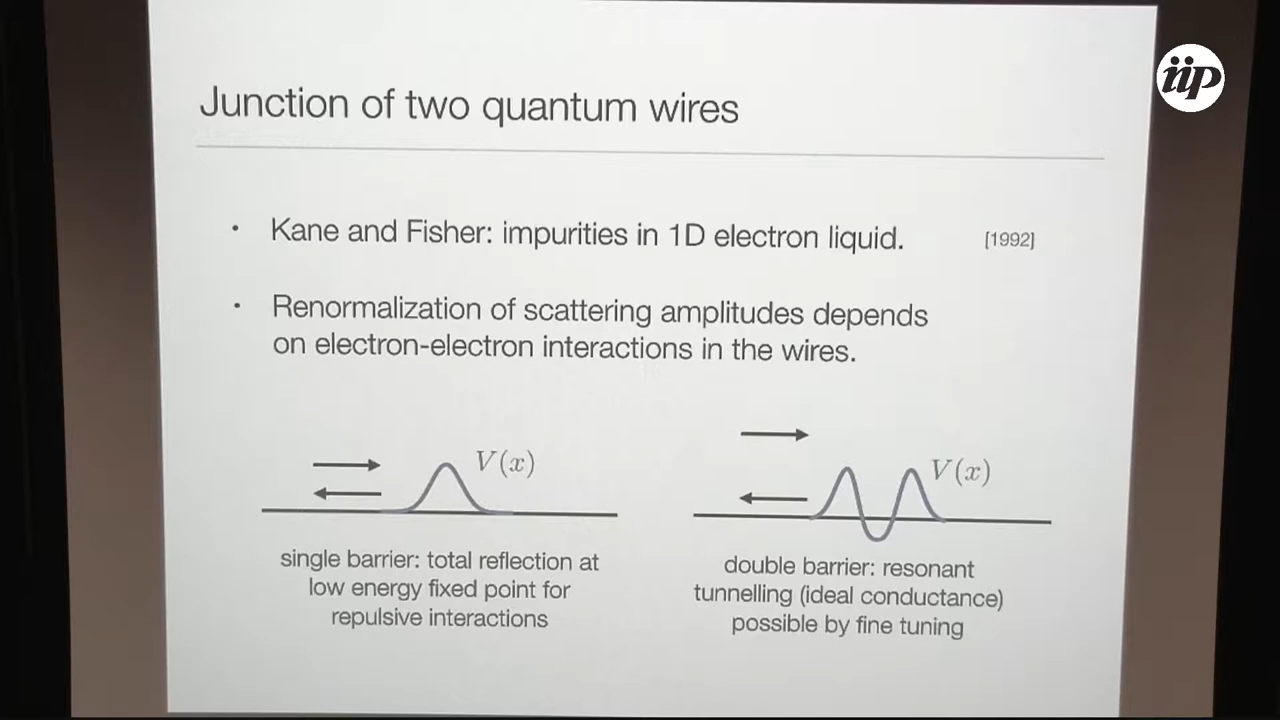 iip
Junction of two quantum wires
• Kane and Fisher: impurities in 1D electron liquid. [1992]
• Renormalization of scattering amplitudes depends
on electron-electron interactions in the wires.
V(x)
V(x)
single barrier: total reflection at
low energy fixed point for
repulsive interactions
double barrier: resonant
tunnelling (ideal conductance)
possible by fine tuning